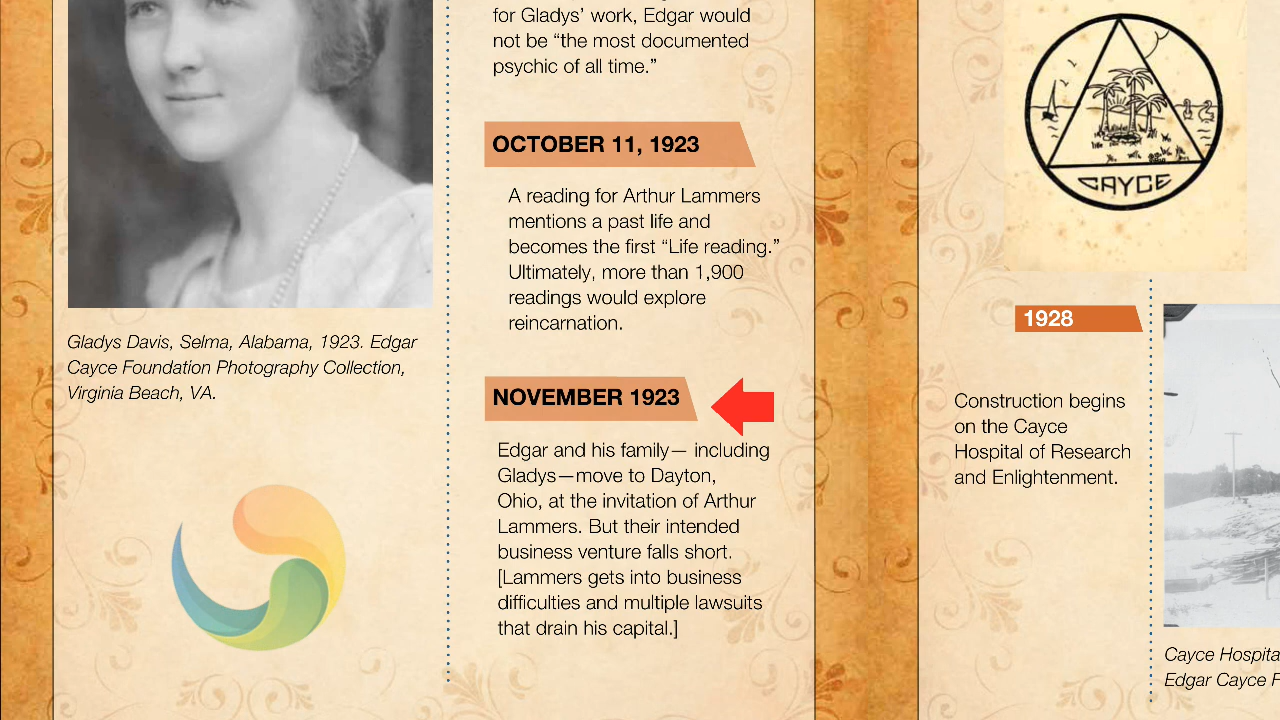 for Gladys’ work, Edgar would
not be “the most documented
psychic of all time.”
OCTOBER 11, 1923
A reading for Arthur Lammers
mentions a past life and
becomes the first “Life reading.”
Ultimately, more than 1,900
readings would explore
reincarnation.
Gladys Davis, Selma, Alabama, 1923. Edgar
Cayce Foundation Photography Collection,
Virginia Beach, VA.
NOVEMBER 1923
Edgar and his family— including
Gladys—move to Dayton,
Ohio, at the invitation of Arthur
Lammers. But their intended
business venture falls short.
[Lammers gets into business
difficulties and multiple lawsuits
that drain his capital.]
CAYCE
1928
Construction begins
on the Cayce
Hospital of Research
and Enlightenment.
Cayce Hospita
Edgar Cayce F